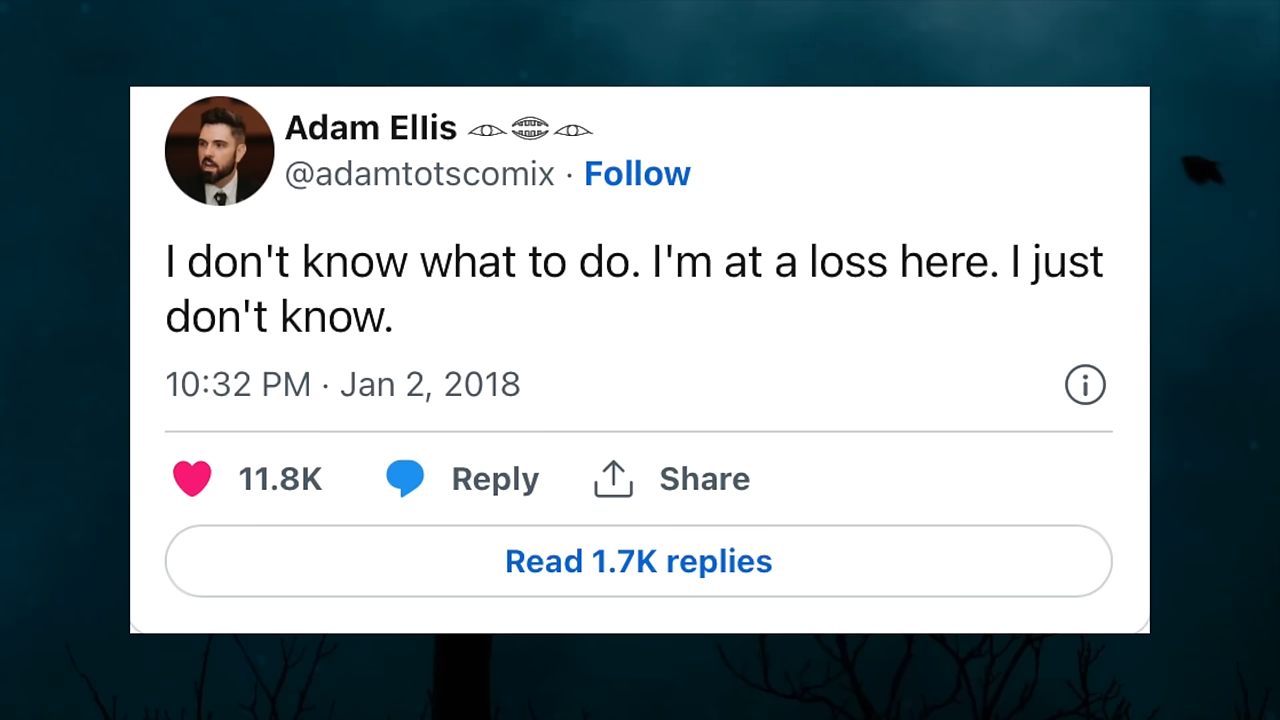 Adam Ellis
@adamtotscomix · Follow
I don't know what to do. I'm at a loss here. I just
don't know.
10:32 PM · Jan 2, 2018
11.8K Reply Share
Read 1.7K replies